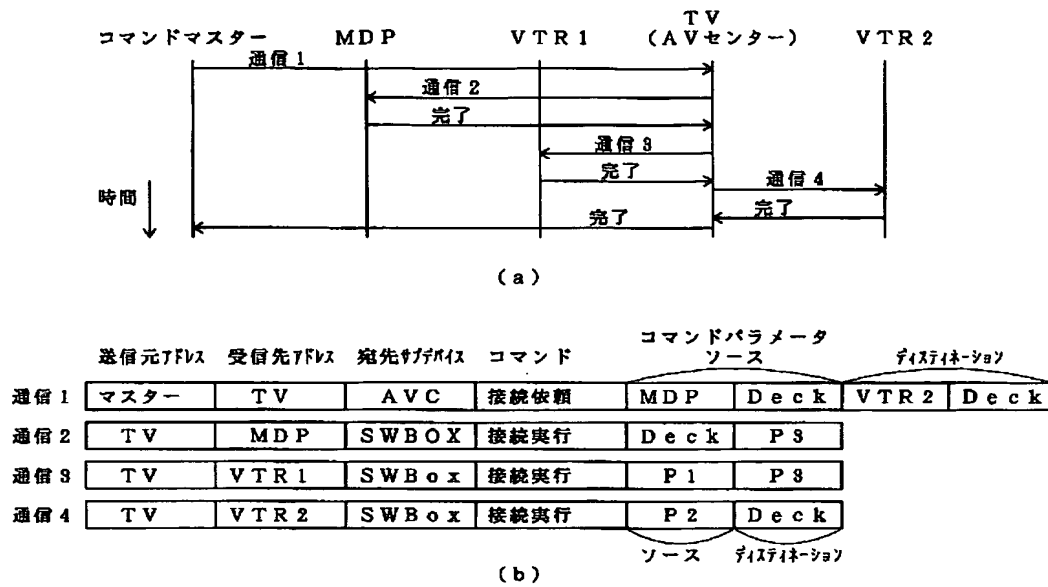 TV
コマンドマスター MDP VTR1 (AVセンター) VTR2
通信1
通信2
完了
通信3
完了
通信4
時間
完了
完了
(a)
コマンドパラメータ
送信元アドレス 受信先アドレス 宛先サブデバイス コマンド ソース ディスティネーション
通信1 マスター TV AVC 接続依頼 MDP Deck VTR2 Deck
通信2 TV MDP SWBOX 接続実行 Deck P3
通信3 TV VTR1 SWBox 接続実行 P1 P3
通信4 TV VTR2 SWBox 接続実行 P2 Deck
ソース ディスティネーション
(b)